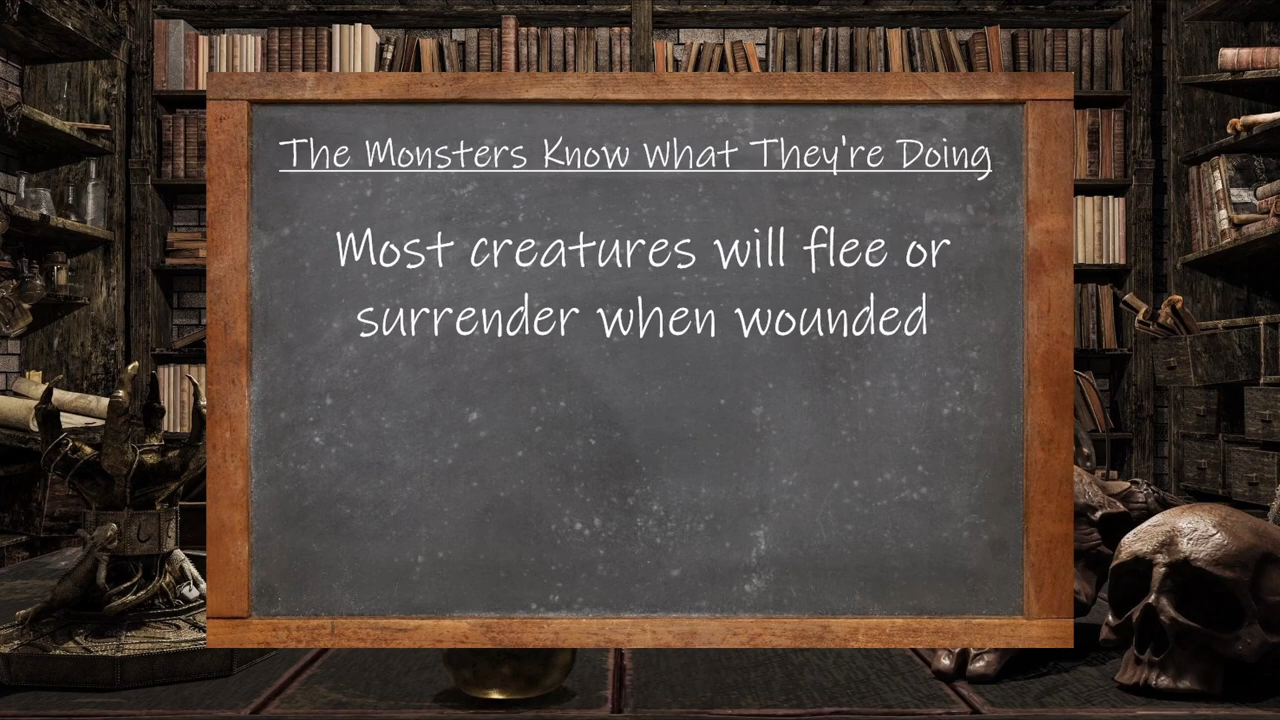 The Monsters Know What They're Doing
Most creatures will flee or
surrender when wounded